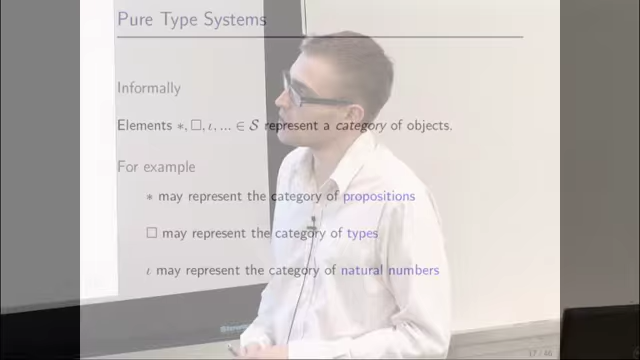 Pure Type Systems
Informally
Elements ∗, □, ι, ... ∈ S represent a category of objects.
For example
∗ may represent the category of propositions
□ may represent the category of types
ι may represent the category of natural numbers